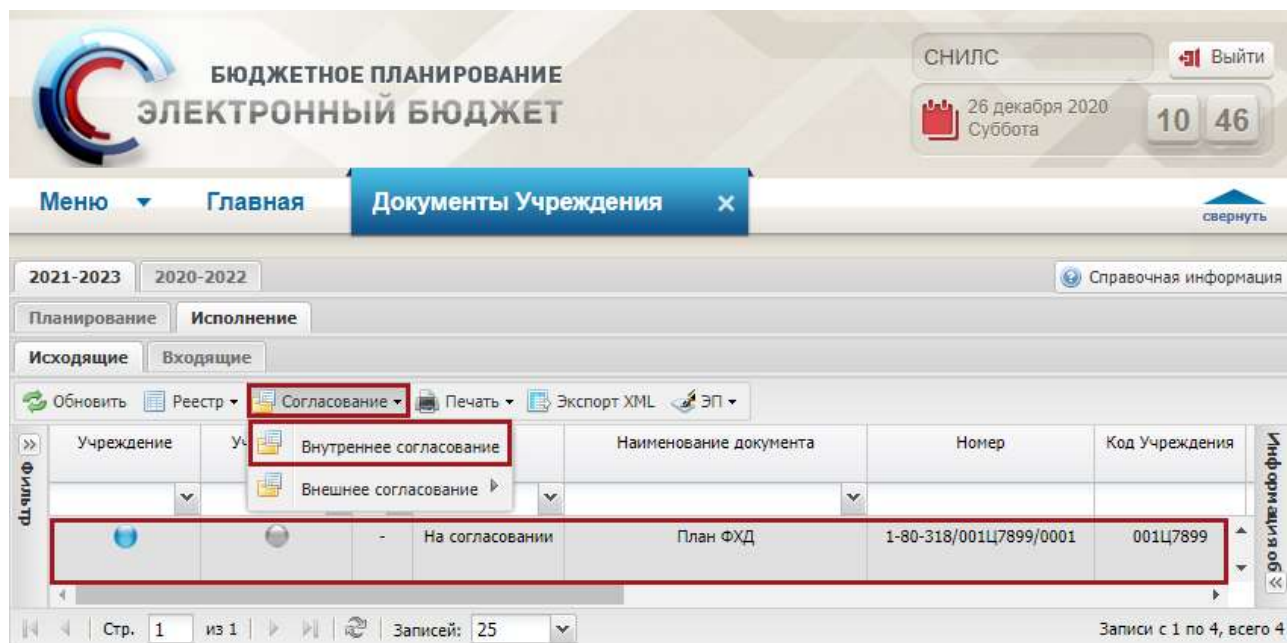 СНИЛС
Выйти
БЮДЖЕТНОЕ ПЛАНИРОВАНИЕ
ЭЛЕКТРОННЫЙ БЮДЖЕТ
26 декабря 2020
Суббота
10 46
Меню Главная Документы Учреждения
свернуть
2021-2023 2020-2022 Справочная информация
Планирование Исполнение
Исходящие Входящие
Обновить Реестр Согласование Печать Экспорт XML ЭП
Учреждение Наименование документа Номер Код Учреждения
Внутреннее согласование
Внешнее согласование
Фильтр
Информация об
- На согласовании План ФХД 1-80-318/001Ц7899/0001 001Ц7899
Стр. 1 из 1 Записей: 25 Записи с 1 по 4, всего 4